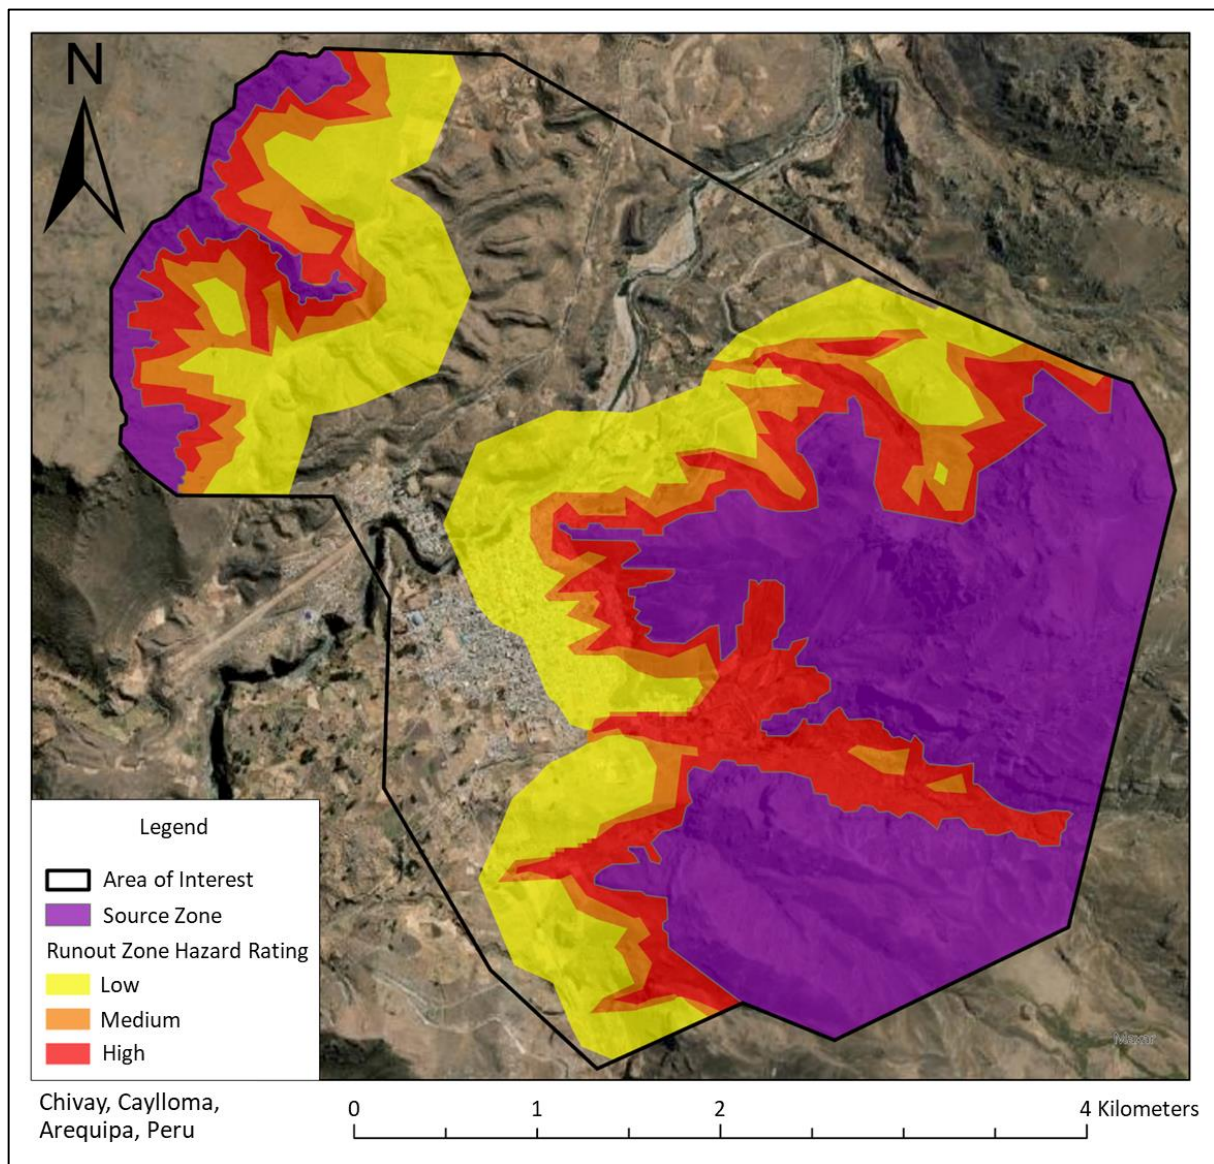 N
Legend
Area of Interest
Source Zone
Runout Zone Hazard Rating
Low
Medium
High
Maxar
Chivay, Caylloma,
Arequipa, Peru
0 1 2 4 Kilometers